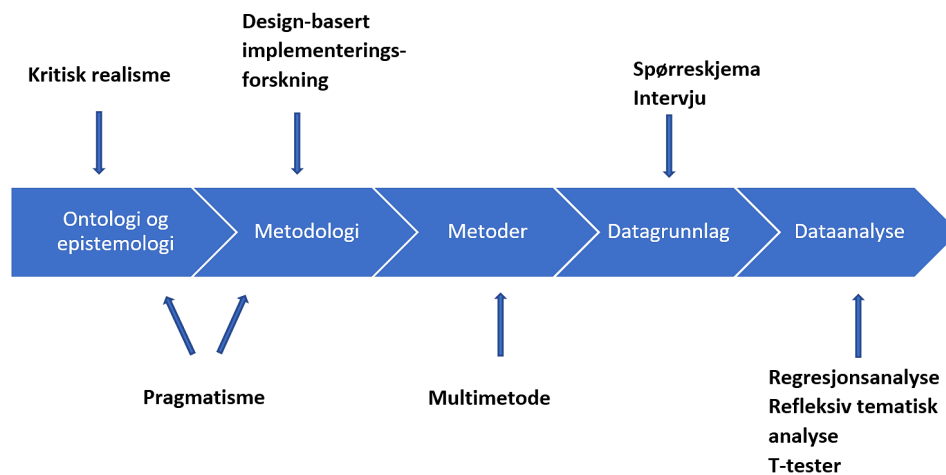 Design-basert
implementerings-
forskning
Kritisk realisme
Spørreskjema
Intervju
Ontologi og
epistemologi
Metodologi
Metoder
Datagrunnlag
Dataanalyse
Pragmatisme
Multimetode
Regresjonsanalyse
Refleksiv tematisk
analyse
T-tester